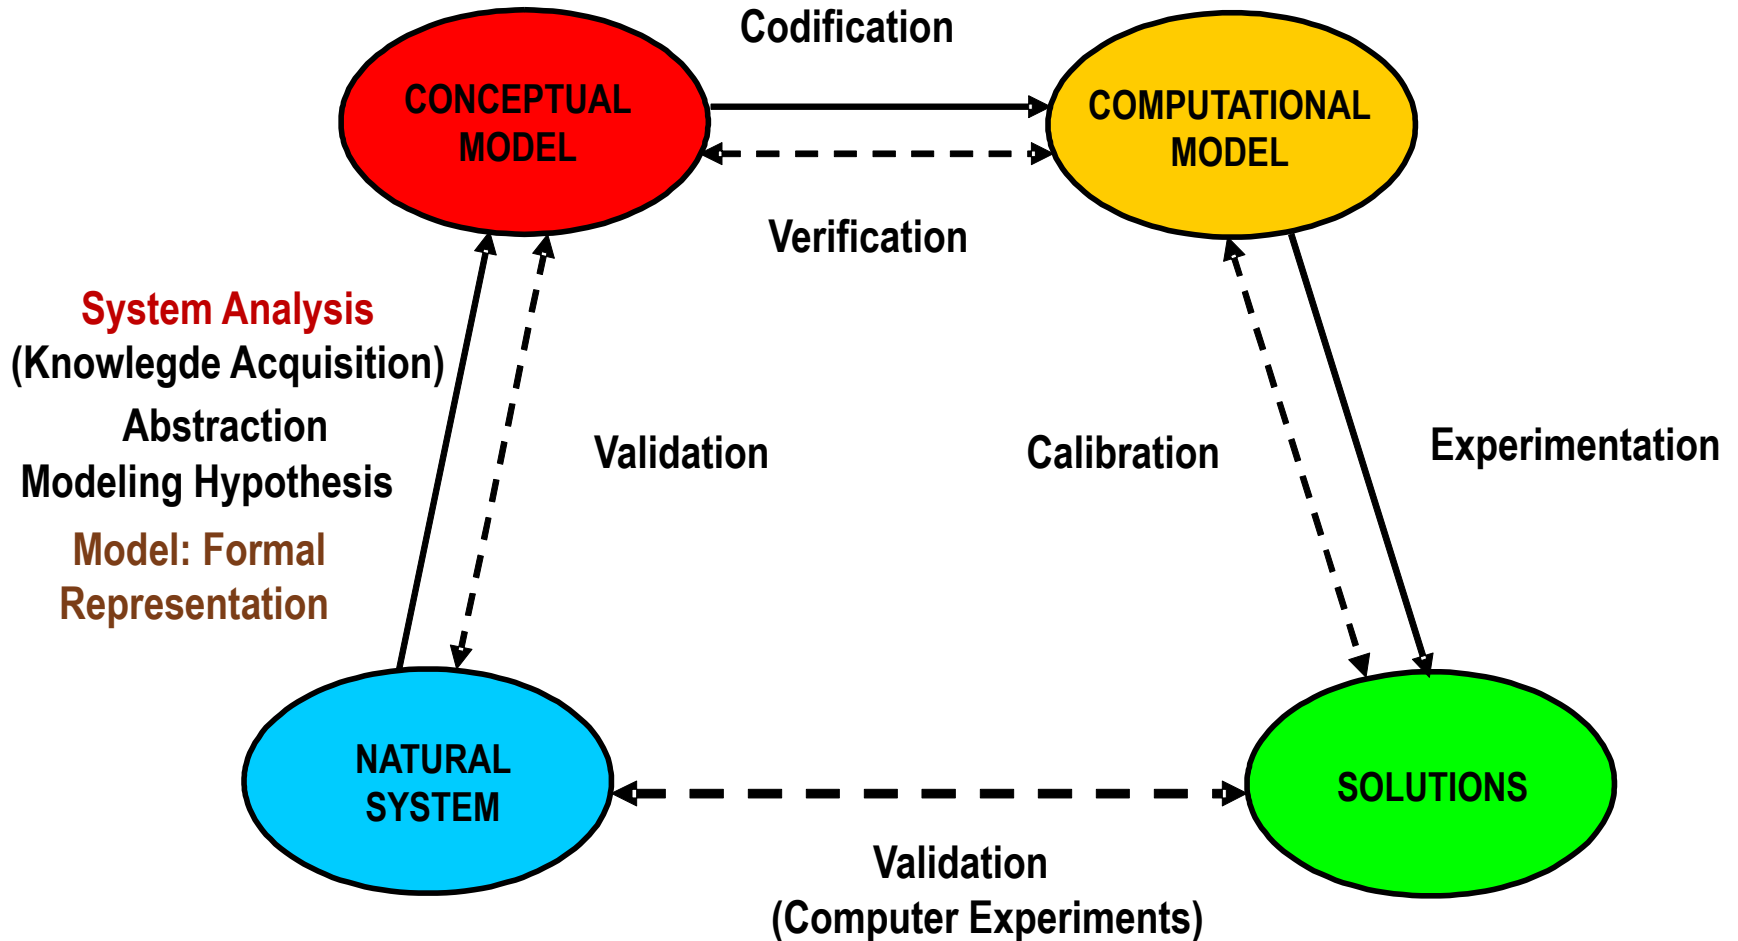 Codification
CONCEPTUAL
MODEL
COMPUTATIONAL
MODEL
Verification
System Analysis
(Knowlegde Acquisition)
Abstraction
Modeling Hypothesis
Model: Formal
Representation
Validation
Calibration
Experimentation
NATURAL
SYSTEM
SOLUTIONS
Validation
(Computer Experiments)